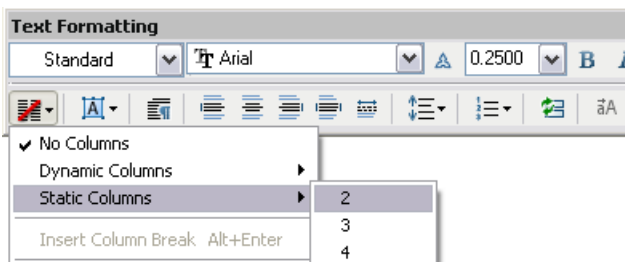 Text Formatting
Standard Arial 0.2500 B
No Columns
Dynamic Columns
Static Columns 2
3
Insert Column Break Alt+Enter
4